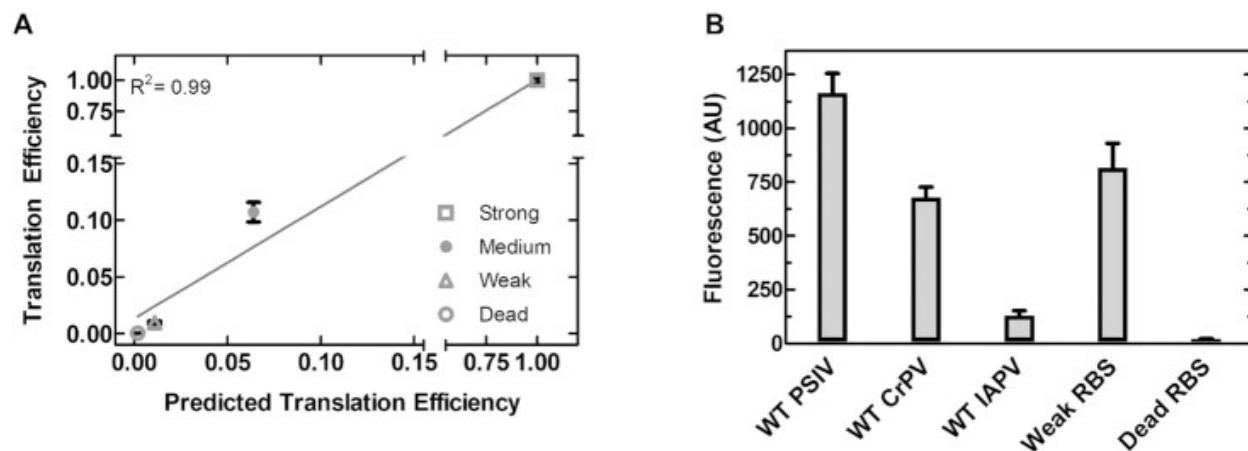 A
R²= 0.99
Translation Efficiency
1.00
0.75
0.15
0.10
0.05
0.00
Strong
Medium
Weak
Dead
0.00 0.05 0.10 0.15 0.75 1.00
Predicted Translation Efficiency
B
Fluorescence (AU)
1250
1000
750
500
250
0
WT PSIV
WT CrPV
WT IAPV
Weak RBS
Dead RBS